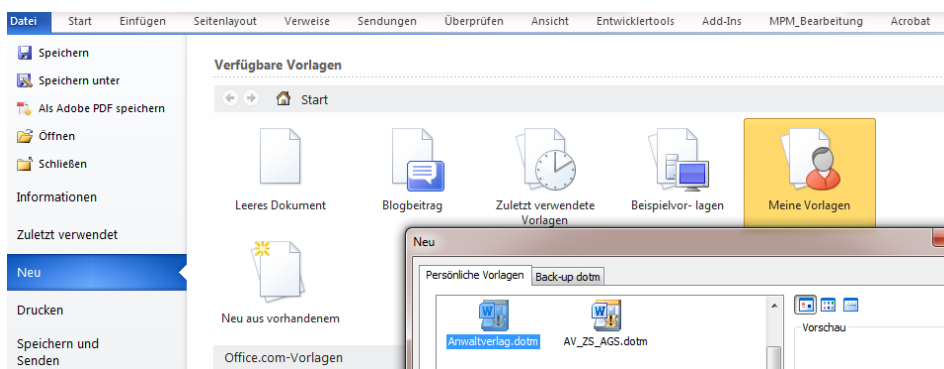 Datei Start Einfügen Seitenlayout Verweise Sendungen Überprüfen Ansicht Entwicklertools Add-Ins MPM_Bearbeitung Acrobat
Speichern
Speichern unter
Als Adobe PDF speichern
Öffnen
Schließen
Informationen
Zuletzt verwendet
Neu
Drucken
Speichern und
Senden
Verfügbare Vorlagen
Start
Leeres Dokument
Blogbeitrag
Zuletzt verwendete
Vorlagen
Beispielvor- lagen
Meine Vorlagen
Neu aus vorhandenem
Office.com-Vorlagen
Neu
Persönliche Vorlagen Back-up dotm
Anwaltverlag.dotm AV_ZS_AGS.dotm
Vorschau